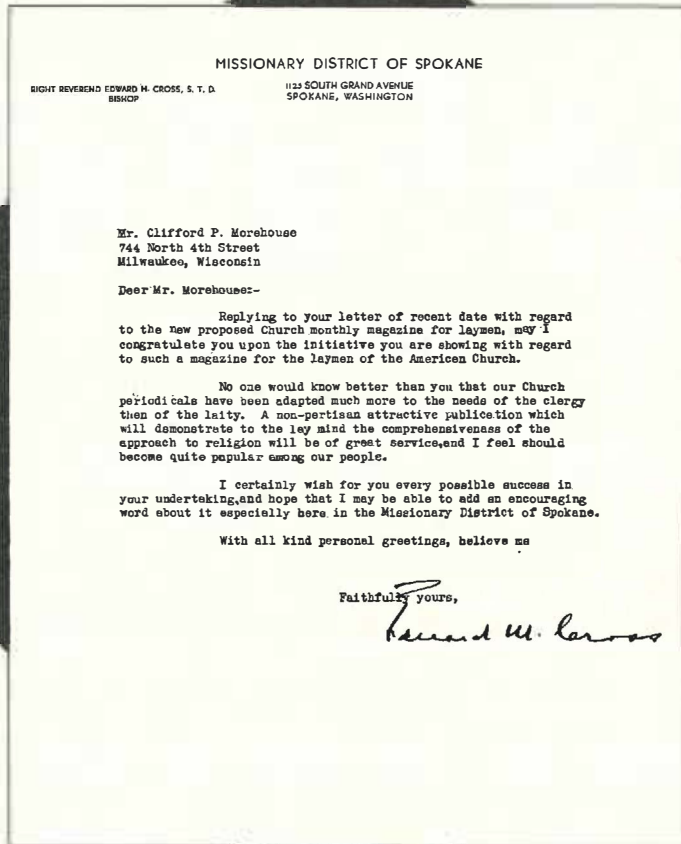 MISSIONARY DISTRICT OF SPOKANE
RIGHT REVEREND EDWARD M. CROSS, S. T. D.
BISHOP
1125 SOUTH GRAND AVENUE
SPOKANE, WASHINGTON
Mr. Clifford P. Morehouse
744 North 4th Street
Milwaukee, Wisconsin
Dear Mr. Morehouse:-
Replying to your letter of recent date with regard
to the new proposed Church monthly magazine for laymen, may I
congratulate you upon the initiative you are showing with regard
to such a magazine for the laymen of the American Church.
No one would know better than you that our Church
periodicals have been adapted much more to the needs of the clergy
then of the laity. A non-partisan attractive publication which
will demonstrate to the lay mind the comprehensiveness of the
approach to religion will be of great service,and I feel should
become quite popular among our people.
I certainly wish for you every possible success in
your undertaking,and hope that I may be able to add an encouraging
word about it especially here in the Missionary District of Spokane.
With all kind personal greetings, believe me
Faithfully yours,
Edward M. Cross